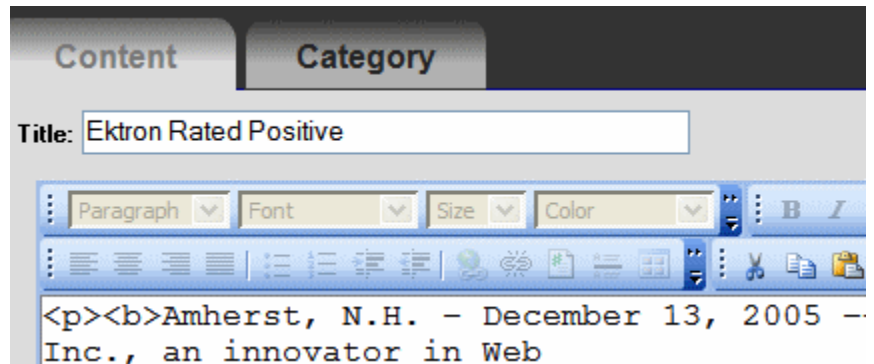 Content Category
Title: Ektron Rated Positive
Paragraph Font Size Color B I
<p><b>Amherst, N.H. – December 13, 2005 –-
Inc., an innovator in Web